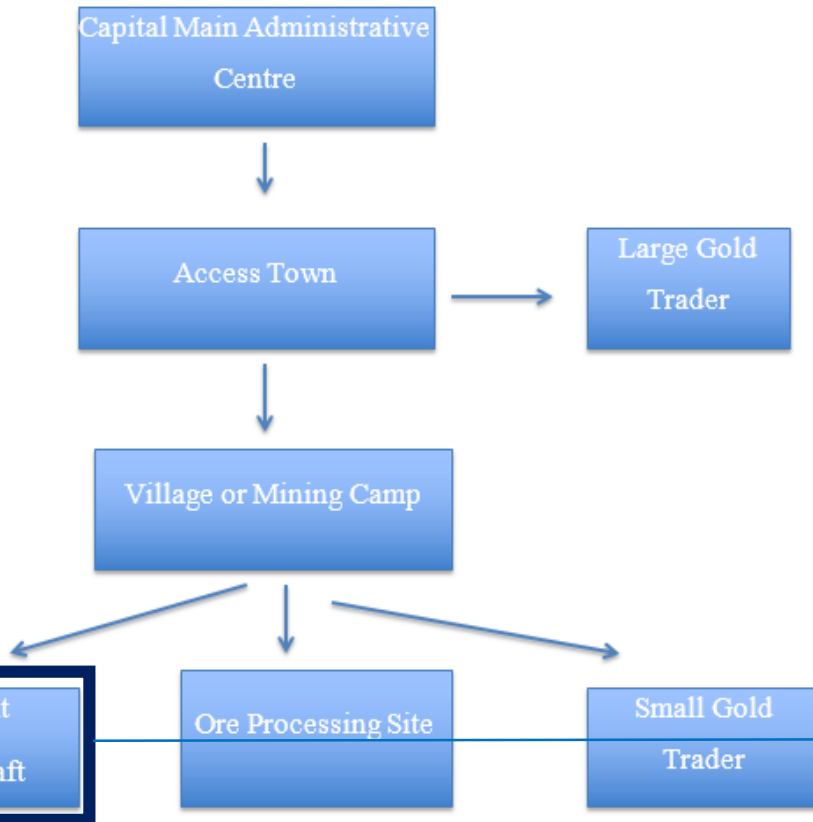 Capital Main Administrative
Centre
Access Town
Large Gold
Trader
Village or Mining Camp
Ore Processing Site
Small Gold
Trader